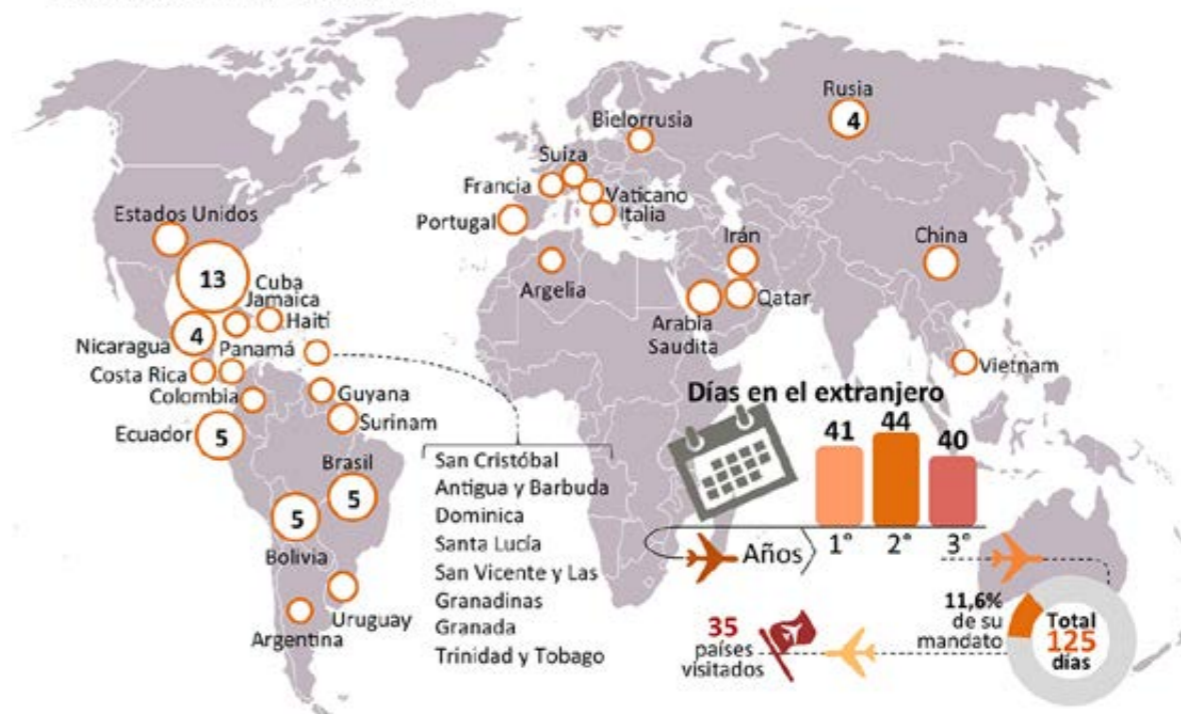 Rusia
4
Bielorrusia
Suiza
Francia
Vaticano
Italia
Portugal
Estados Unidos
Irán
China
13
Cuba
Jamaica
Haití
Argelia
Qatar
Arabia
Saudita
Nicaragua
4
Panamá
Costa Rica
Vietnam
Colombia
Guyana
Surinam
Ecuador
5
Brasil
5
5
Bolivia
Uruguay
Argentina
San Cristóbal
Antigua y Barbuda
Dominica
Santa Lucía
San Vicente y Las
Granadinas
Granada
Trinidad y Tobago
Días en el extranjero
41
44
40
Años
1°
2°
3°
11,6%
de su
mandato
Total
125
días
35
países
visitados